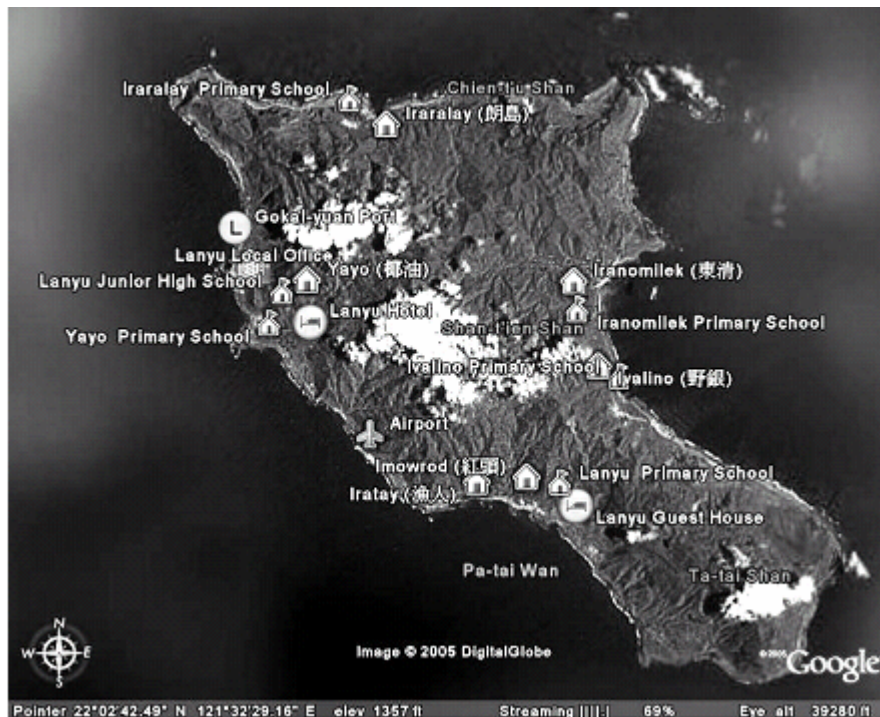 Iraralay Primary School
Chien-t'u Shan
Iraralay (朗島)
Gokai-yuan Port
Lanyu Local Office
Yayo (椰油)
Iranomilek (東清)
Lanyu Junior High School
Lanyu Hotel
Yayo Primary School
Shan-t'ien Shan
Iranomilek Primary School
Ivalino Primary School
Ivalino (野銀)
Airport
Imowrod (紅頭)
Lanyu Primary School
Iratay (漁人)
Lanyu Guest House
Pa-tai Wan
Ta-tai Shan
N
W E
S
Image © 2005 DigitalGlobe
©2005 Google
Pointer 22°02'42.49" N 121°32'29.16" E elev 1357 ft Streaming ||||.| 69% Eye alt 39280 ft